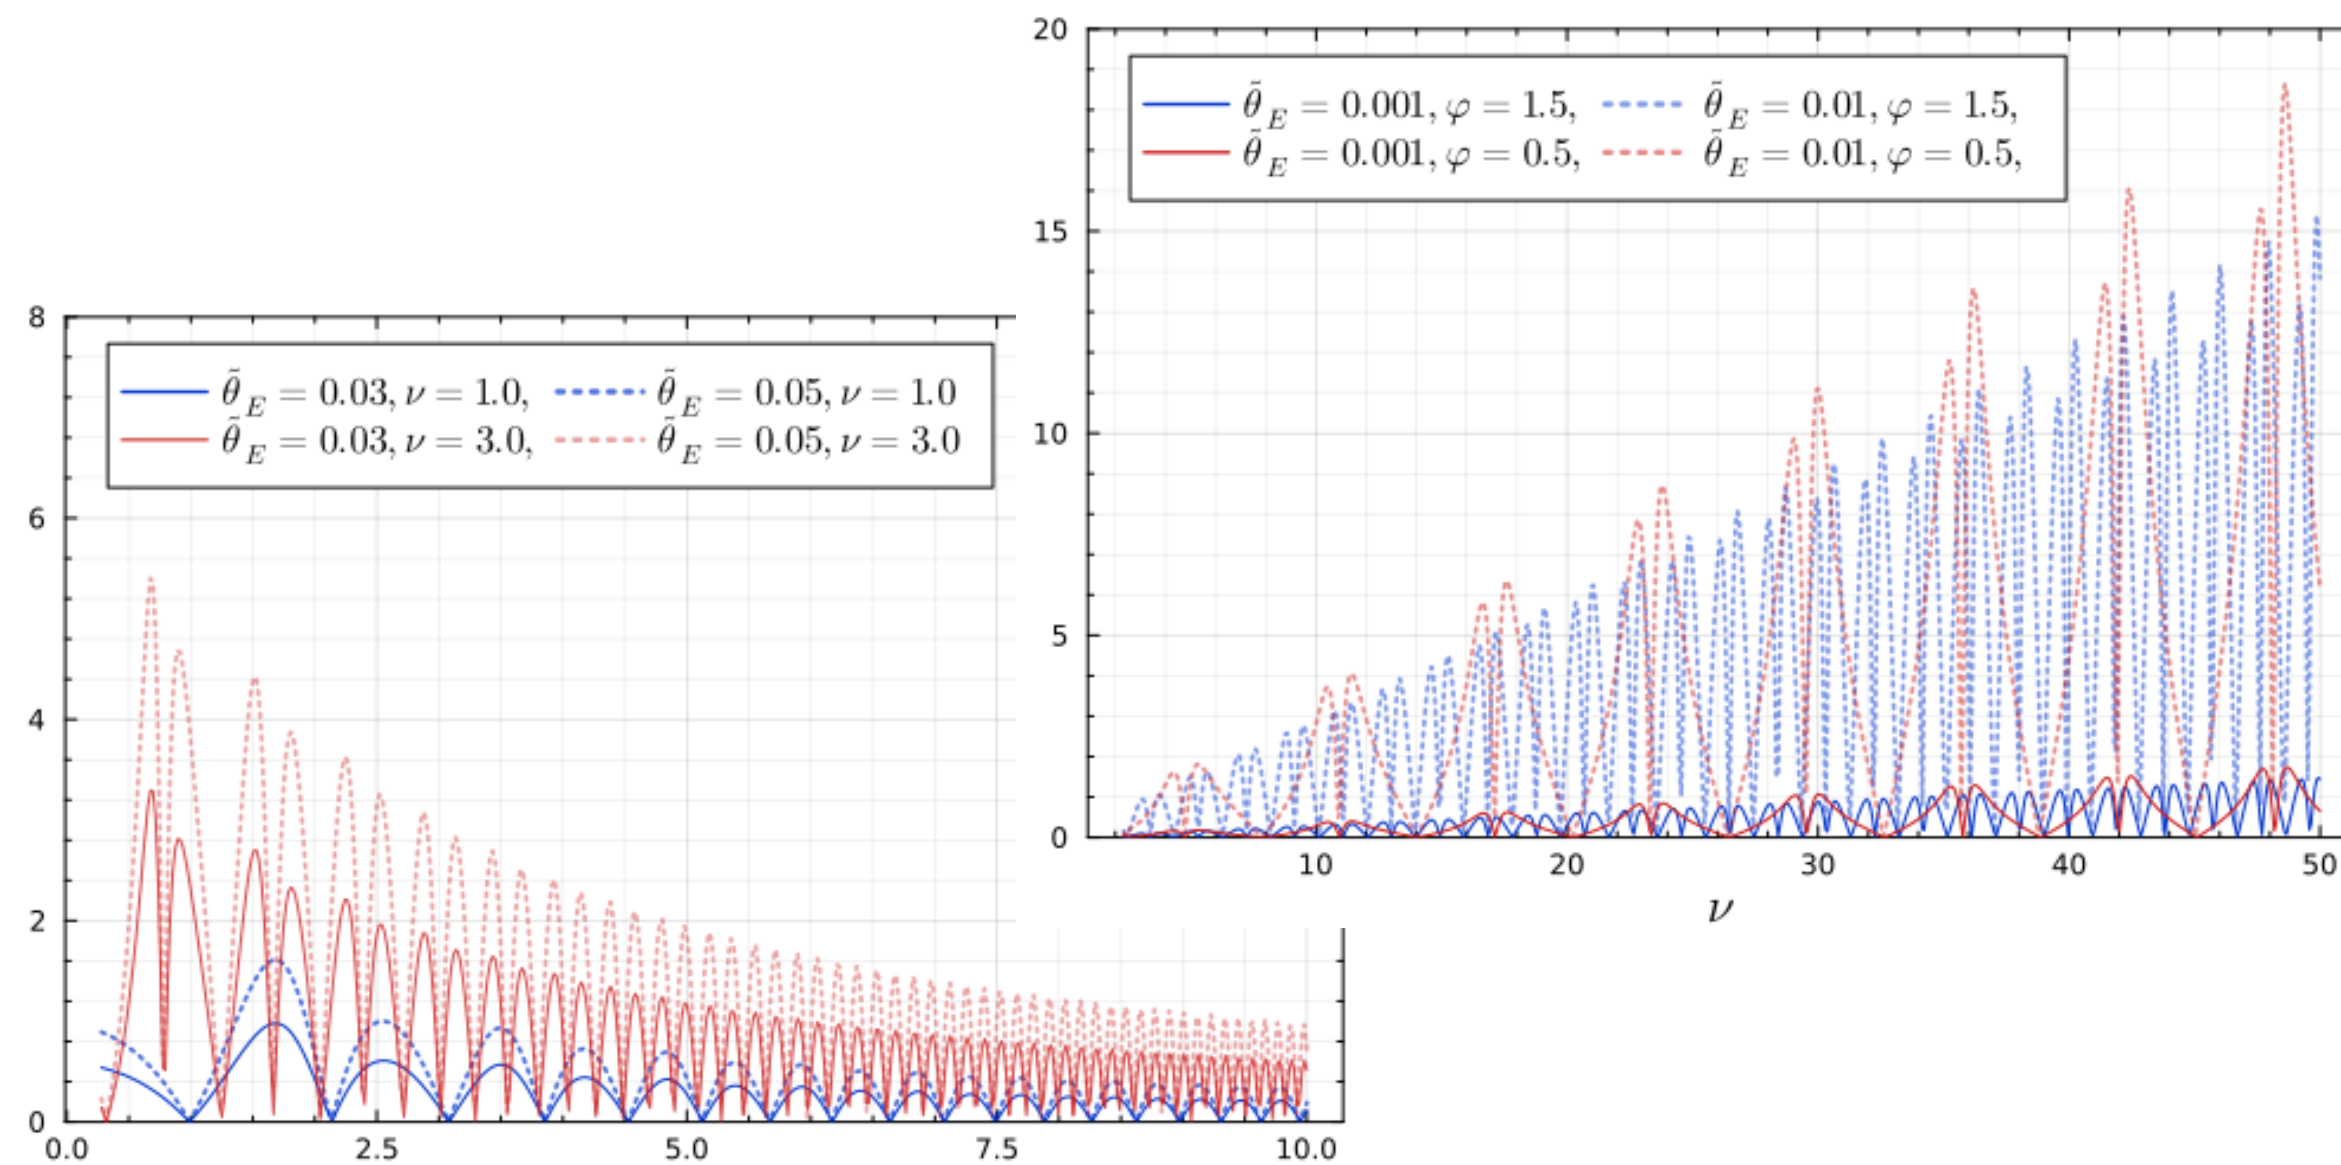 20
θ̃_E = 0.001, φ = 1.5, θ̃_E = 0.01, φ = 1.5,
θ̃_E = 0.001, φ = 0.5, θ̃_E = 0.01, φ = 0.5,
15
10
5
0
10 20 30 40 50
ν
8
θ̃_E = 0.03, ν = 1.0, θ̃_E = 0.05, ν = 1.0
θ̃_E = 0.03, ν = 3.0, θ̃_E = 0.05, ν = 3.0
6
4
2
0
0.0 2.5 5.0 7.5 10.0